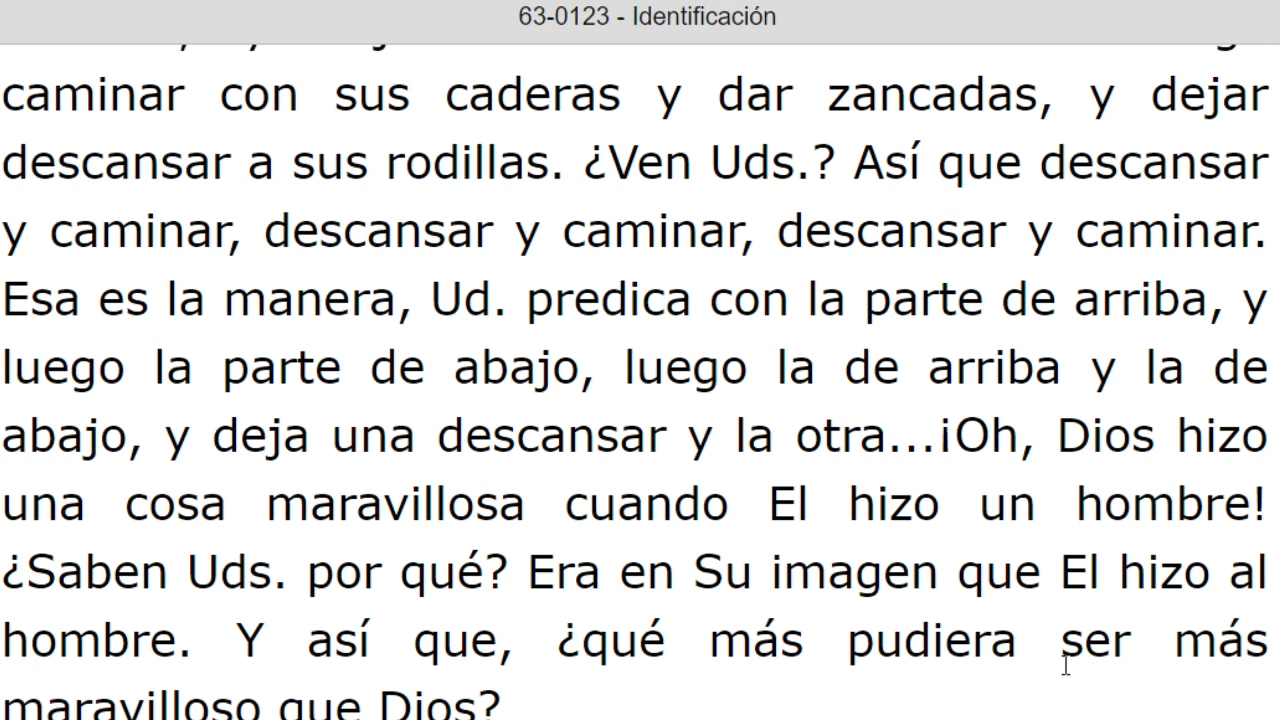 63-0123 - Identificación
caminar con sus caderas y dar zancadas, y dejar
descansar a sus rodillas. ¿Ven Uds.? Así que descansar
y caminar, descansar y caminar, descansar y caminar.
Esa es la manera, Ud. predica con la parte de arriba, y
luego la parte de abajo, luego la de arriba y la de
abajo, y deja una descansar y la otra...¡Oh, Dios hizo
una cosa maravillosa cuando El hizo un hombre!
¿Saben Uds. por qué? Era en Su imagen que El hizo al
hombre. Y así que, ¿qué más pudiera ser más
maravilloso que Dios?